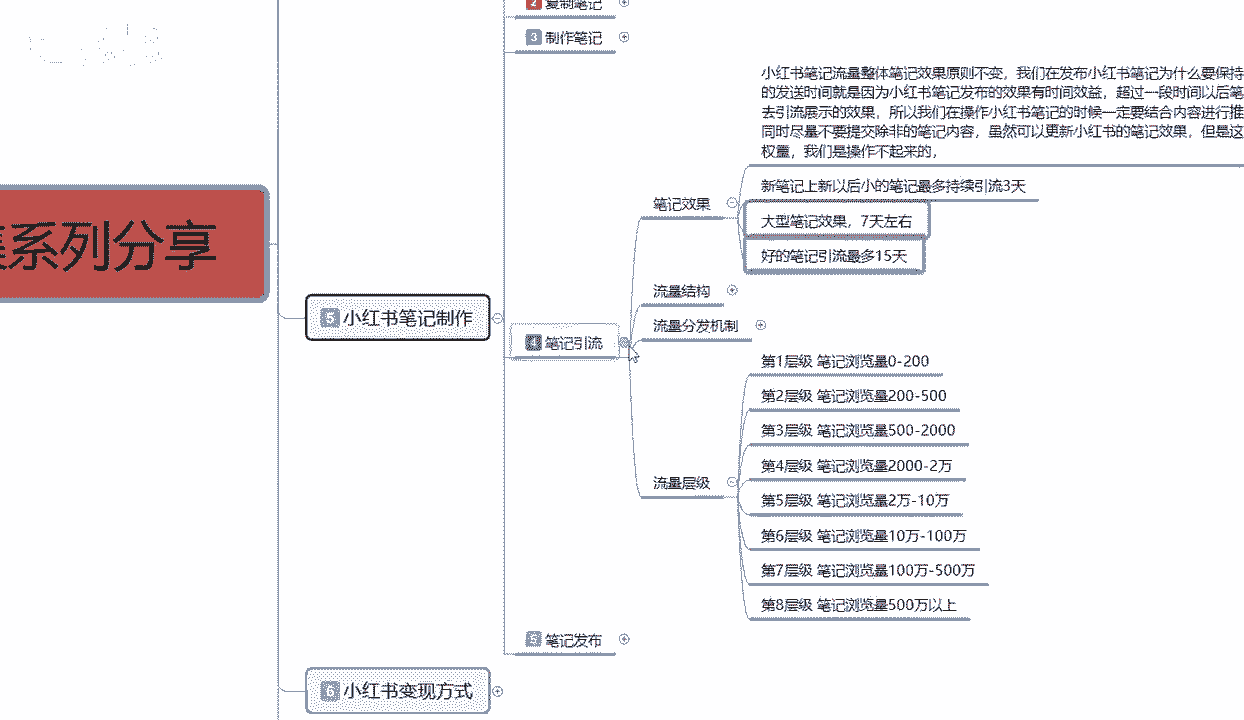 2 复制笔记
3 制作笔记
小红书笔记流量整体笔记效果原则不变，我们在发布小红书笔记为什么要保持
的发送时间就是因为小红书笔记发布的效果有时间效益，超过一段时间以后笔
去引流展示的效果，所以我们在操作小红书笔记的时候一定要结合内容进行推
同时尽量不要提交除非的笔记内容，虽然可以更新小红书的笔记效果，但是这
权重，我们是操作不起来的，
新笔记上新以后小的笔记最多持续引流3天
笔记效果
大型笔记效果，7天左右
系列分享
好的笔记引流最多15天
流量结构
5 小红书笔记制作
流量分发机制
4 笔记引流
第1层级 笔记浏览量0-200
第2层级 笔记浏览量200-500
第3层级 笔记浏览量500-2000
第4层级 笔记浏览量2000-2万
流量层级
第5层级 笔记浏览量2万-10万
第6层级 笔记浏览量10万-100万
第7层级 笔记浏览量100万-500万
第8层级 笔记浏览量500万以上
5 笔记发布
6 小红书变现方式